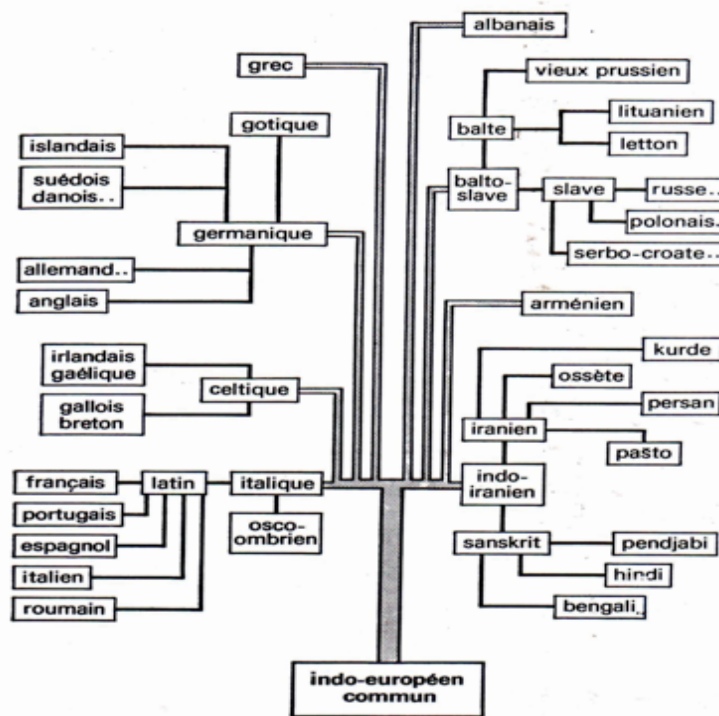 albanais
grec
vieux prussien
gotique
lituanien
islandais
balte
letton
suédois
danois..
balto-
slave
slave
russe..
germanique
polonais..
serbo-croate..
allemand..
anglais
arménien
irlandais
gaélique
kurde
ossète
celtique
persan
gallois
breton
iranien
pašto
français
latin
italique
indo-
iranien
portugais
osco-
ombrien
espagnol
sanskrit
pendjabi
italien
hindi
roumain
bengali..
indo-européen
commun